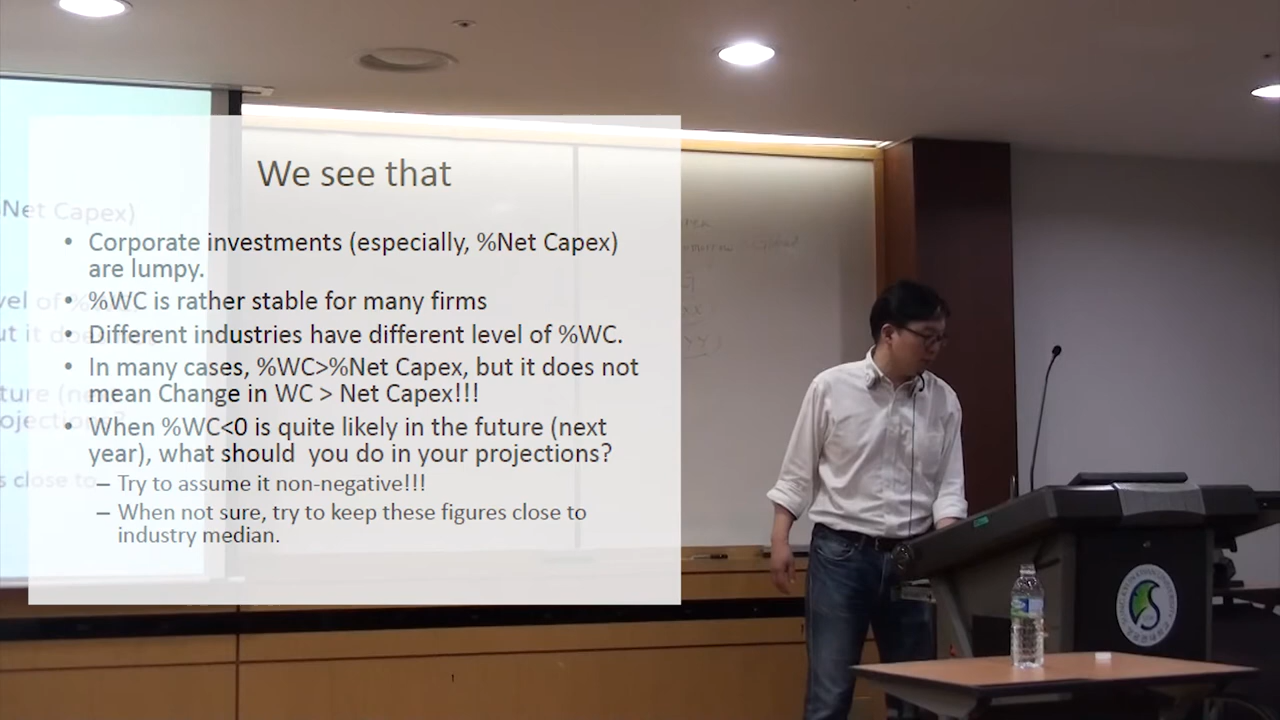 We see that
• Corporate investments (especially, %Net Capex)
are lumpy.
• %WC is rather stable for many firms
• Different industries have different level of %WC.
• In many cases, %WC>%Net Capex, but it does not
mean Change in WC > Net Capex!!!
• When %WC<0 is quite likely in the future (next
year), what should  you do in your projections?
– Try to assume it non-negative!!!
– When not sure, try to keep these figures close to
industry median.
Net Capex)